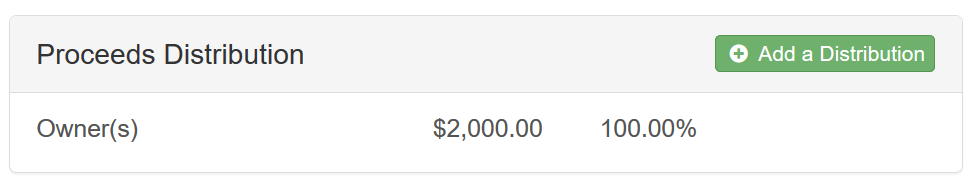 Proceeds Distribution
Add a Distribution
Owner(s) $2,000.00 100.00%